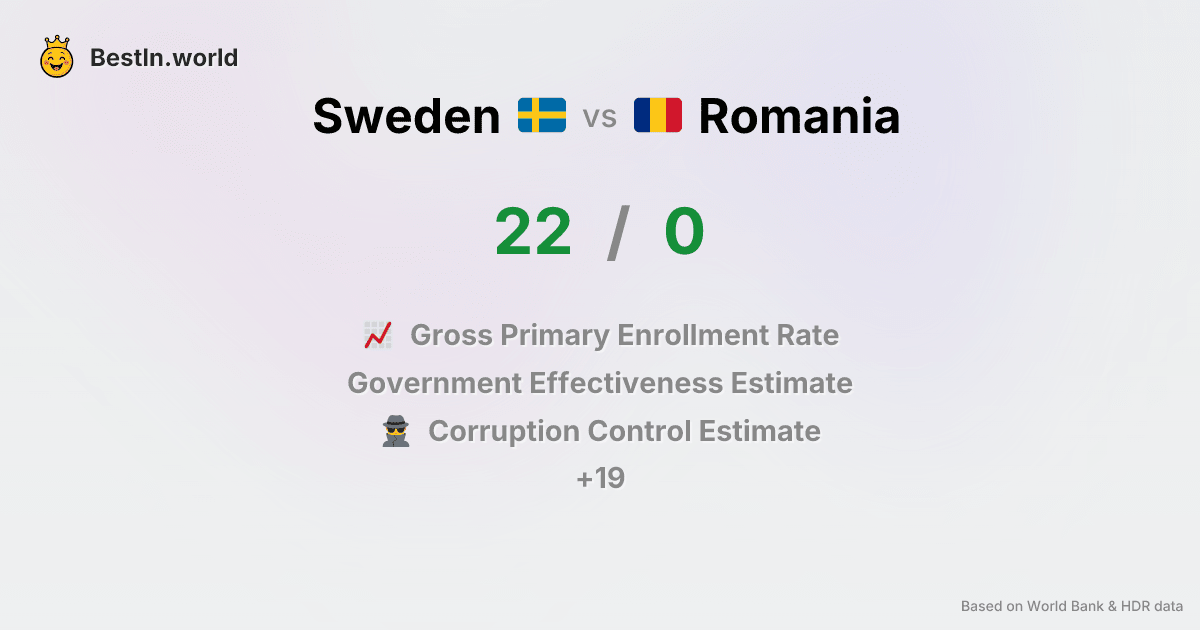 BestIn.world
Sweden vs Romania
22 / 0
Gross Primary Enrollment Rate
Government Effectiveness Estimate
Corruption Control Estimate
+19
Based on World Bank & HDR data